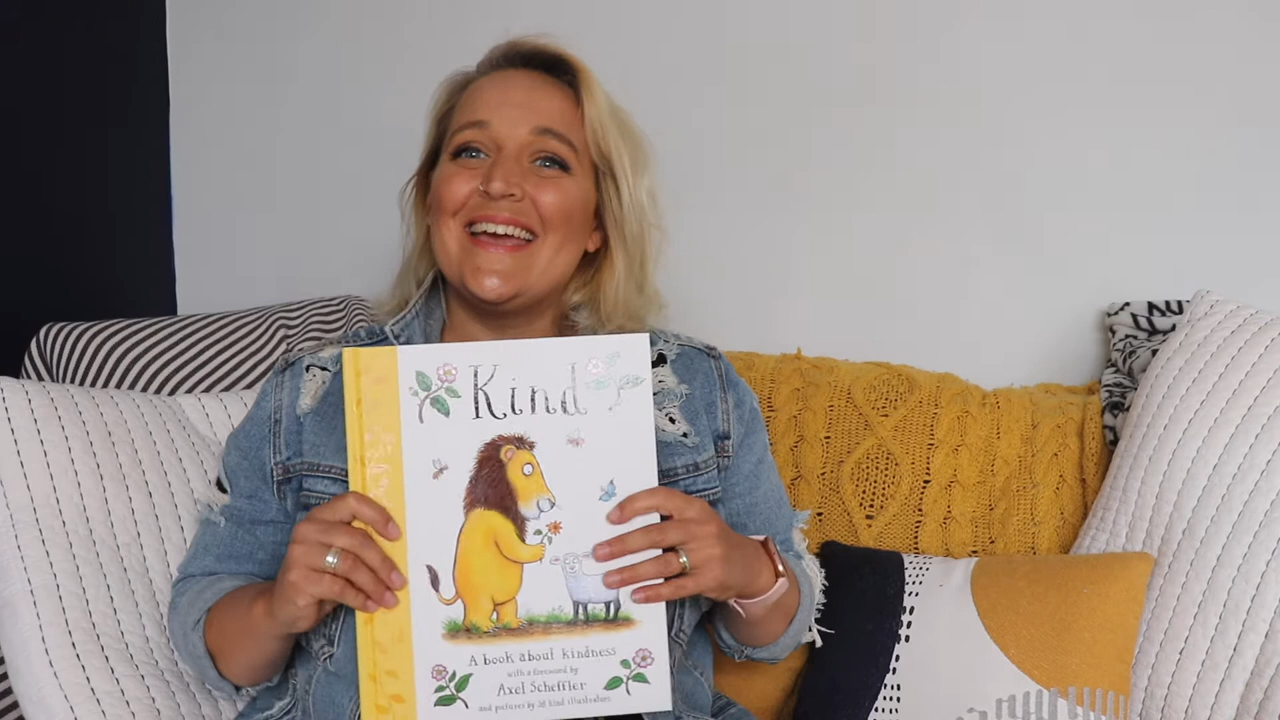 Kind
A book about kindness
with a foreword by
Axel Scheffler
and pictures by 38 kind illustrators